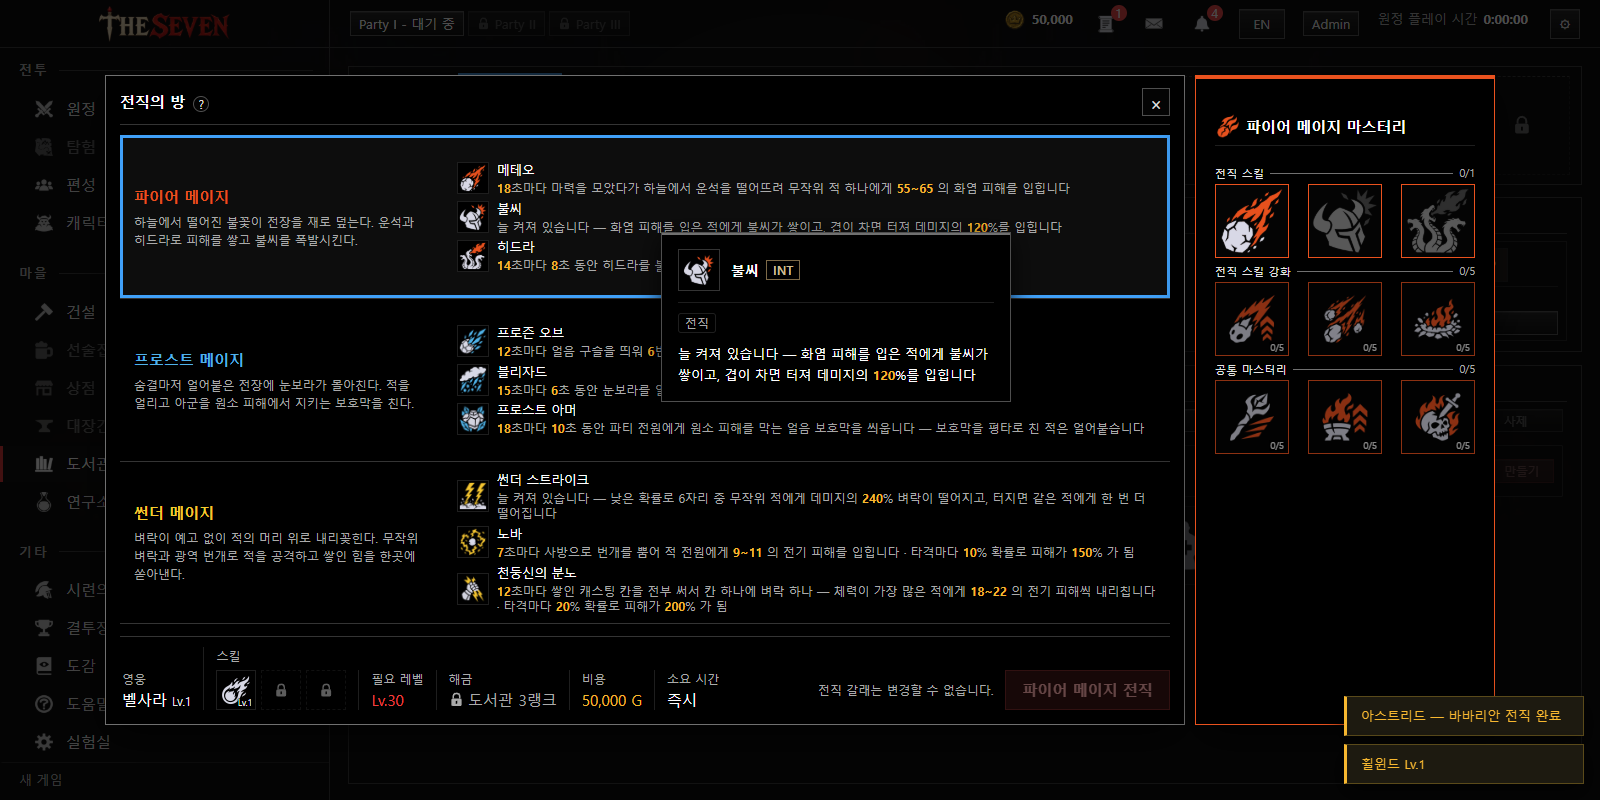 THE SEVEN
Party I - 대기 중
Party II
Party III
50,000
1
4
EN
Admin
원정 플레이 시간 0:00:00
전투
원정
탐험
편성
캐릭터
마을
건설
선술
상점
대장간
도서관
연구소
기타
시련의
결투장
도감
도움말
실험실
새 게임
전직의 방 ?
×
파이어 메이지
하늘에서 떨어진 불꽃이 전장을 재로 덮는다. 운석과
히드라로 피해를 쌓고 불씨를 폭발시킨다.
메테오
18초마다 마력을 모았다가 하늘에서 운석을 떨어뜨려 무작위 적 하나에게 55~65 의 화염 피해를 입힙니다
불씨
늘 켜져 있습니다 — 화염 피해를 입은 적에게 불씨가 쌓이고, 겹이 차면 터져 데미지의 120%를 입힙니다
히드라
14초마다 8초 동안 히드라를
불씨 INT
전직
늘 켜져 있습니다 — 화염 피해를 입은 적에게 불씨가
쌓이고, 겹이 차면 터져 데미지의 120%를 입힙니다
프로스트 메이지
숨결마저 얼어붙은 전장에 눈보라가 몰아친다. 적을
얼리고 아군을 원소 피해에서 지키는 보호막을 친다.
프로즌 오브
12초마다 얼음 구슬을 띄워 6번
블리자드
15초마다 6초 동안 눈보라를
프로스트 아머
18초마다 10초 동안 파티 전원에게 원소 피해를 막는 얼음 보호막을 씌웁니다 — 보호막을 평타로 친 적은 얼어붙습니다
썬더 메이지
벼락이 예고 없이 적의 머리 위로 내리꽂힌다. 무작위
벼락과 광역 번개로 적을 공격하고 쌓인 힘을 한곳에
쏟아낸다.
썬더 스트라이크
늘 켜져 있습니다 — 낮은 확률로 6자리 중 무작위 적에게 데미지의 240% 벼락이 떨어지고, 터지면 같은 적에게 한 번 더
떨어집니다
노바
7초마다 사방으로 번개를 뿜어 적 전원에게 9~11 의 전기 피해를 입힙니다 · 타격마다 10% 확률로 피해가 150% 가 됨
천둥신의 분노
12초마다 쌓인 캐스팅 칸을 전부 써서 칸 하나에 벼락 하나 — 체력이 가장 많은 적에게 18~22 의 전기 피해씩 내리칩니다
· 타격마다 20% 확률로 피해가 200% 가 됨
영웅
벨사라 Lv.1
스킬
Lv.1
필요 레벨
Lv.30
해금
도서관 3랭크
비용
50,000 G
소요 시간
즉시
전직 갈래는 변경할 수 없습니다.
파이어 메이지 전직
파이어 메이지 마스터리
전직 스킬 0/1
전직 스킬 강화 0/5
0/5
0/5
0/5
공통 마스터리 0/5
0/5
0/5
0/5
사제
만들기
아스트리드 — 바바리안 전직 완료
휠윈드 Lv.1